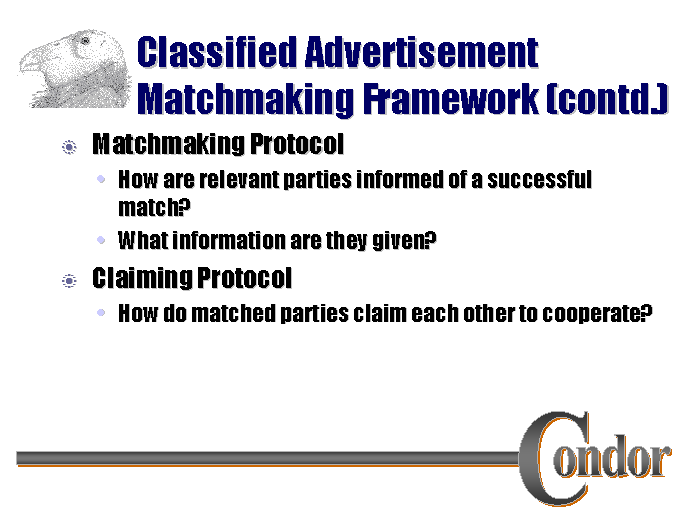 Classified Advertisement
Matchmaking Framework (contd.)
Matchmaking Protocol
How are relevant parties informed of a successful
match?
What information are they given?
Claiming Protocol
How do matched parties claim each other to cooperate?
Condor